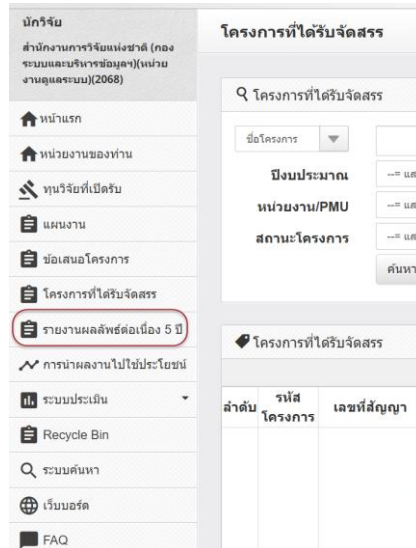 นักวิจัย
สำนักงานการวิจัยแห่งชาติ (กอง
ระบบและบริหารข้อมูลฯ)(หน่วย
งานดูแลระบบ)(2068)
หน้าแรก
หน่วยงานของท่าน
ทุนวิจัยที่เปิดรับ
แผนงาน
ข้อเสนอโครงการ
โครงการที่ได้รับจัดสรร
รายงานผลลัพธ์ต่อเนื่อง 5 ปี
การนำผลงานไปใช้ประโยชน์
ระบบประเมิน
Recycle Bin
ระบบค้นหา
เว็บบอร์ด
FAQ
โครงการที่ได้รับจัดสรร
โครงการที่ได้รับจัดสรร
ชื่อโครงการ
ปีงบประมาณ --= แส
หน่วยงาน/PMU --= แส
สถานะโครงการ --= แส
ค้นหา
โครงการที่ได้รับจัดสรร
ลำดับ รหัส
โครงการ เลขที่สัญญา